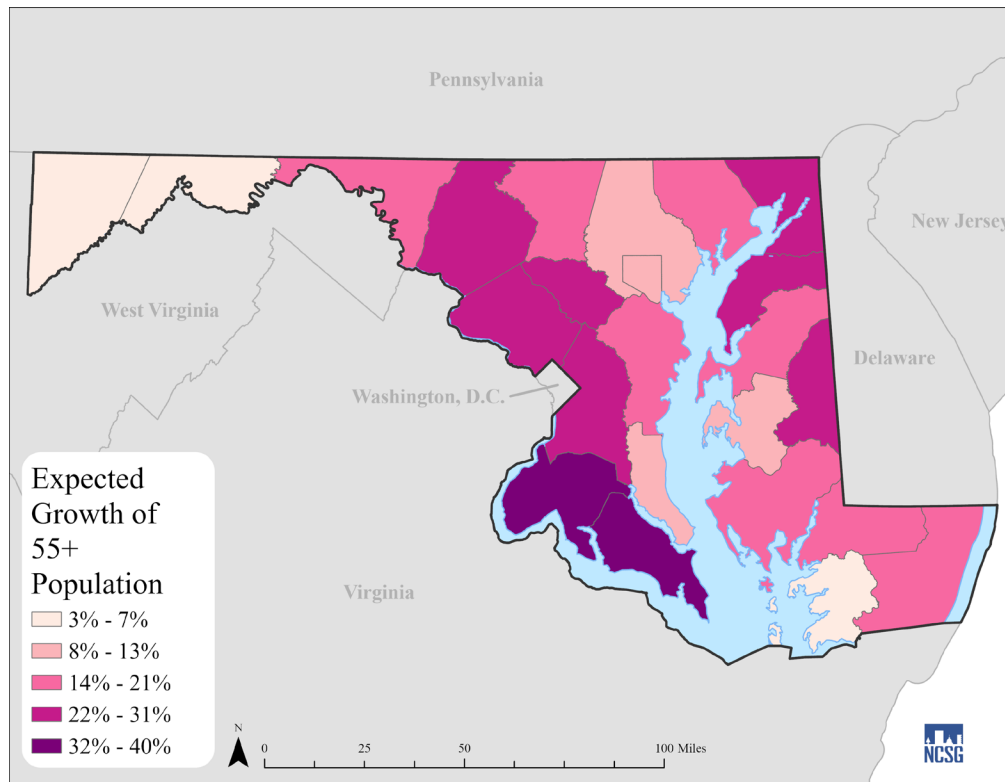 Pennsylvania
New Jersey
West Virginia
Delaware
Washington, D.C.
Virginia
Expected
Growth of
55+
Population
3% - 7%
8% - 13%
14% - 21%
22% - 31%
32% - 40%
N
0 25 50 100 Miles
NCSG